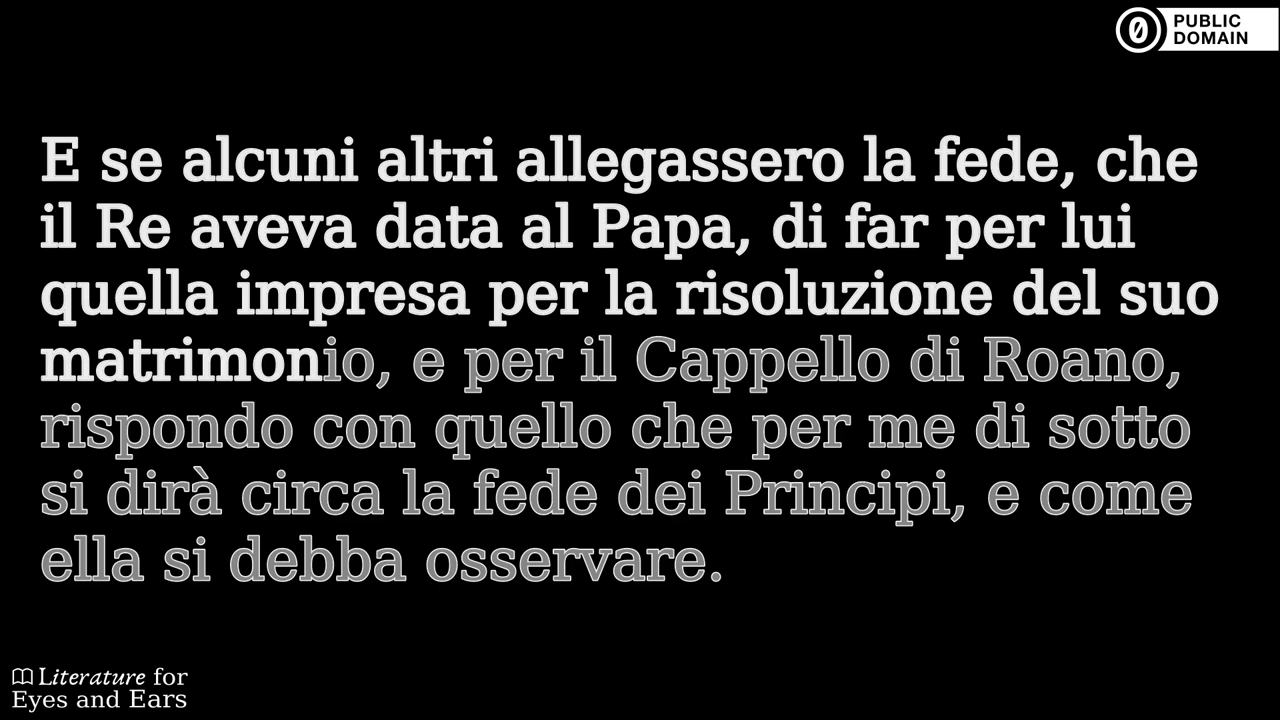 PUBLIC
DOMAIN
E se alcuni altri allegassero la fede, che
il Re aveva data al Papa, di far per lui
quella impresa per la risoluzione del suo
matrimonio, e per il Cappello di Roano,
rispondo con quello che per me di sotto
si dirà circa la fede dei Principi, e come
ella si debba osservare.
Literature for
Eyes and Ears